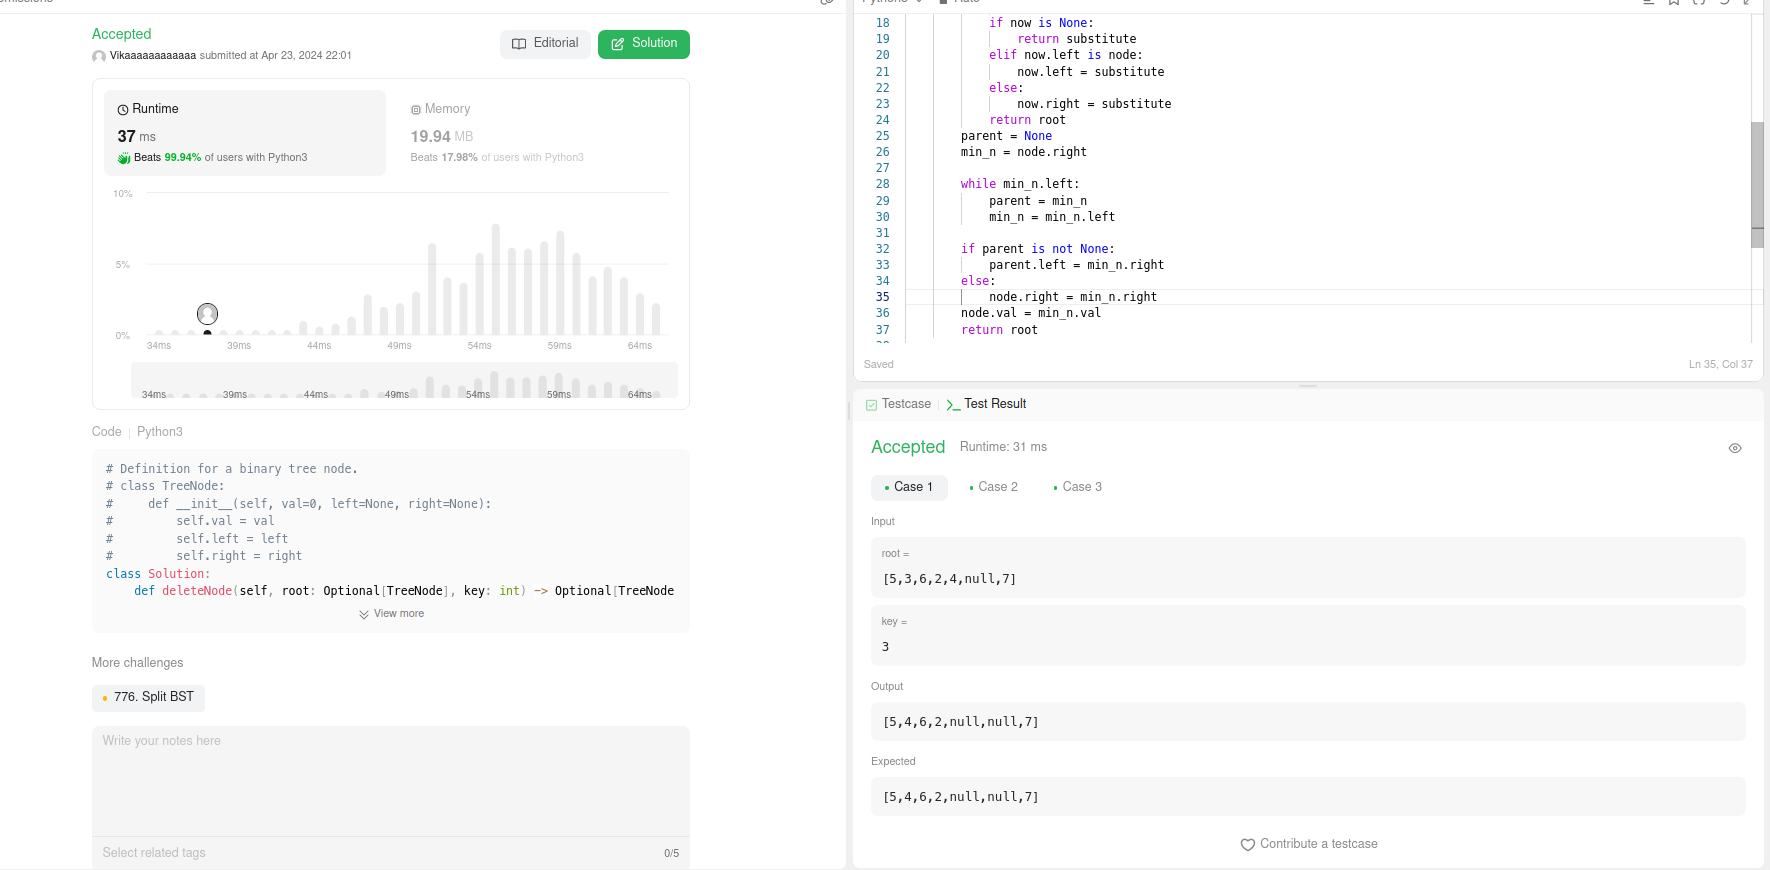 Accepted
Vikaaaaaaaaaaaa submitted at Apr 23, 2024 22:01
Editorial
Solution
Runtime
37 ms
Beats 99.94% of users with Python3
Memory
19.94 MB
Beats 17.98% of users with Python3
10%
5%
0%
34ms 39ms 44ms 49ms 54ms 59ms 64ms
34ms 39ms 44ms 49ms 54ms 59ms 64ms
Code | Python3
# Definition for a binary tree node.
# class TreeNode:
#     def __init__(self, val=0, left=None, right=None):
#         self.val = val
#         self.left = left
#         self.right = right
class Solution:
    def deleteNode(self, root: Optional[TreeNode], key: int) -> Optional[TreeNode
View more
More challenges
776. Split BST
Write your notes here
Select related tags
0/5
18             if now is None:
19                 return substitute
20             elif now.left is node:
21                 now.left = substitute
22             else:
23                 now.right = substitute
24             return root
25         parent = None
26         min_n = node.right
27
28         while min_n.left:
29             parent = min_n
30             min_n = min_n.left
31
32         if parent is not None:
33             parent.left = min_n.right
34         else:
35             node.right = min_n.right
36         node.val = min_n.val
37         return root
Saved
Ln 35, Col 37
Testcase
Test Result
Accepted
Runtime: 31 ms
Case 1
Case 2
Case 3
Input
root =
[5,3,6,2,4,null,7]
key =
3
Output
[5,4,6,2,null,null,7]
Expected
[5,4,6,2,null,null,7]
Contribute a testcase